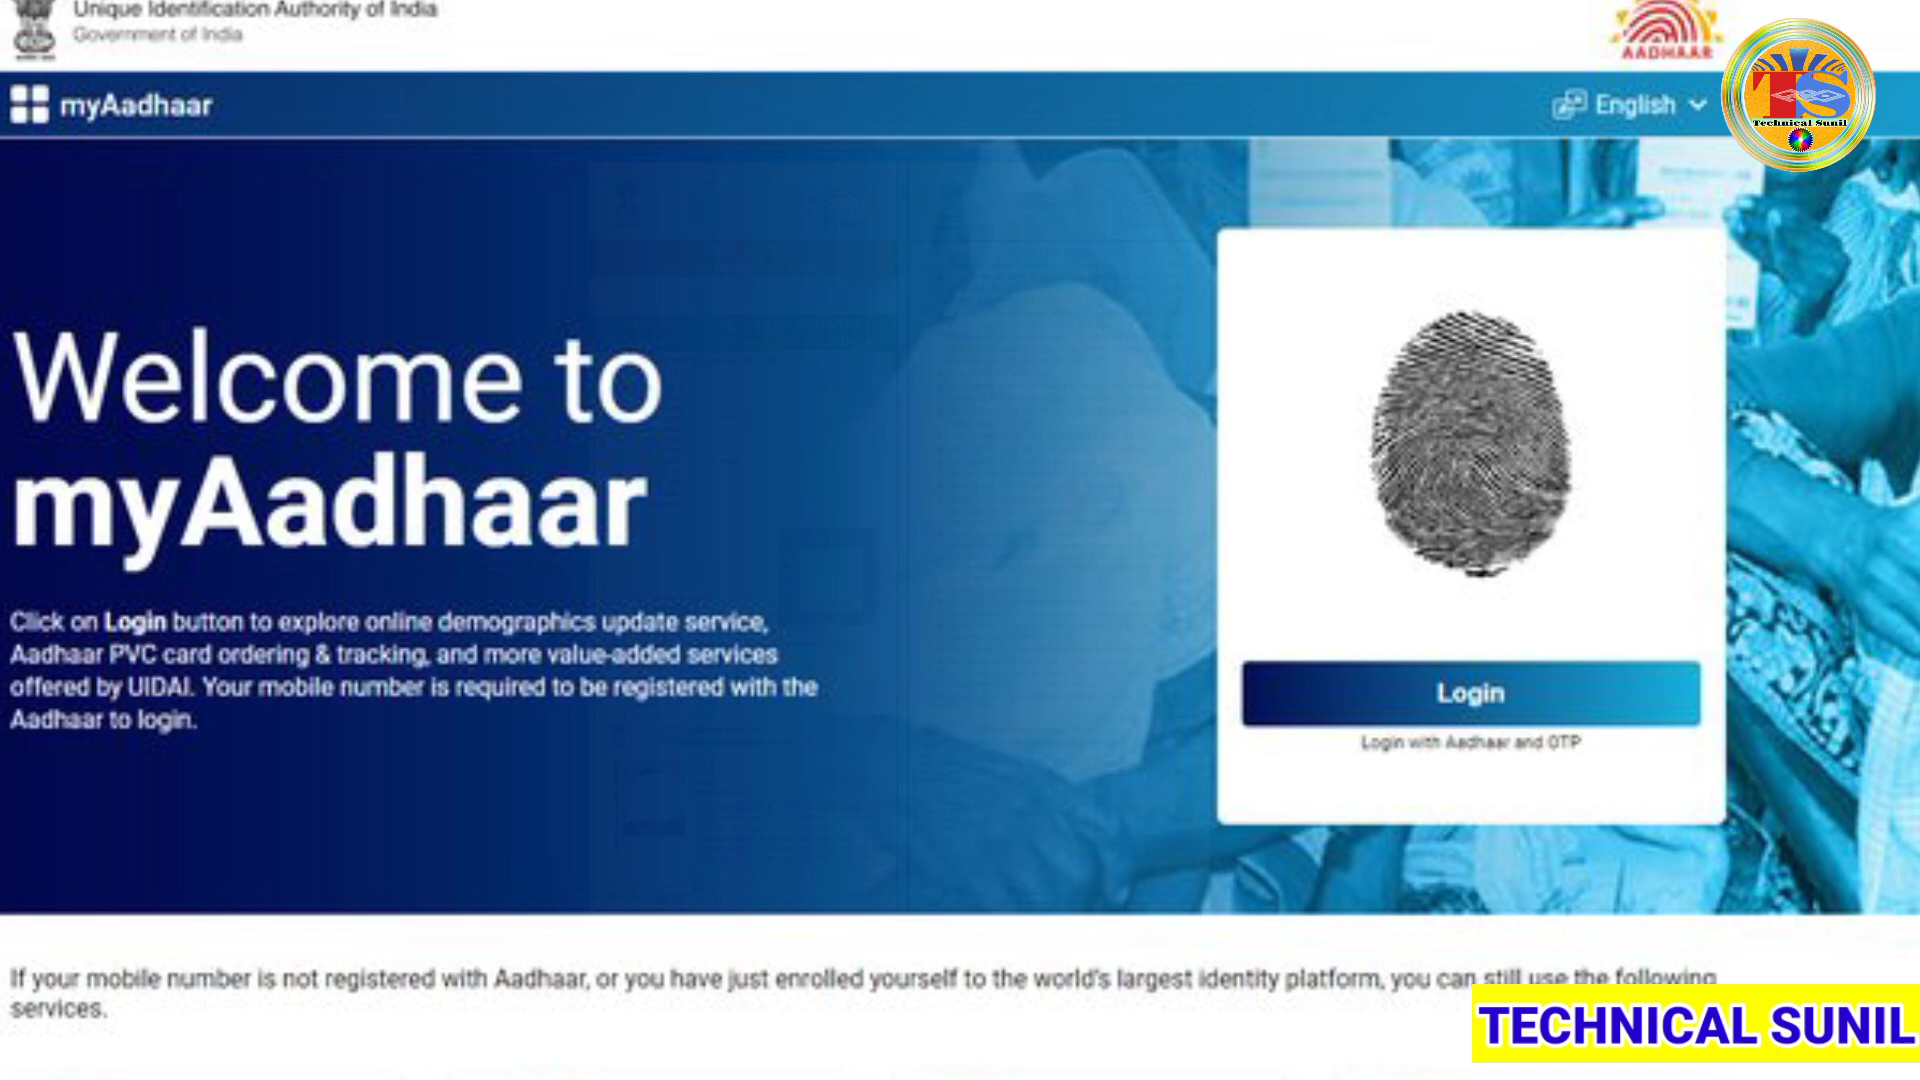 Unique Identification Authority of India
Government of India
AADHAAR
myAadhaar
English
TS
Technical Sunil
Welcome to
myAadhaar
Click on Login button to explore online demographics update service,
Aadhaar PVC card ordering & tracking, and more value-added services
offered by UIDAI. Your mobile number is required to be registered with the
Aadhaar to login.
Login
Login with Aadhaar and OTP
If your mobile number is not registered with Aadhaar, or you have just enrolled yourself to the world's largest identity platform, you can still use the following
services.
TECHNICAL SUNIL